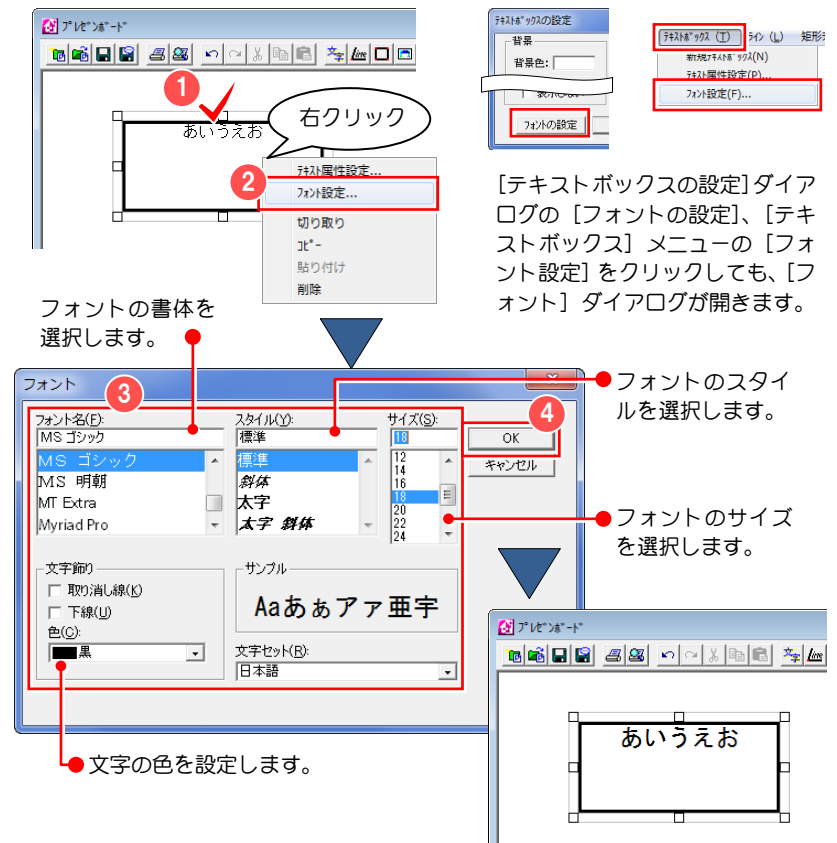 プレゼンボード
1
あいうえお
右クリック
2
テキスト属性設定...
フォント設定...
切り取り
コピー
貼り付け
削除
テキストボックスの設定
背景
背景色:
フォントの設定
テキストボックス (T) ライン (L)
新規テキストボックス(N)
テキスト属性設定(P)...
フォント設定(F)...
[テキストボックスの設定]ダイア
ログの [フォントの設定]、[テキ
ストボックス] メニューの [フォ
ント設定] をクリックしても、[フ
ォント] ダイアログが開きます。
フォントの書体を
選択します。
フォント
3
フォント名(F):
MS ゴシック
MS ゴシック
MS 明朝
MT Extra
Myriad Pro
スタイル(Y):
標準
標準
斜体
太字
太字 斜体
サイズ(S):
18
12
14
16
18
20
22
24
4
OK
キャンセル
フォントのスタイ
ルを選択します。
フォントのサイズ
を選択します。
文字飾り
取り消し線(K)
下線(U)
色(C):
黒
サンプル
Aaあぁアァ亜宇
文字セット(R):
日本語
文字の色を設定します。
プレゼンボード
文字 Line
あいうえお